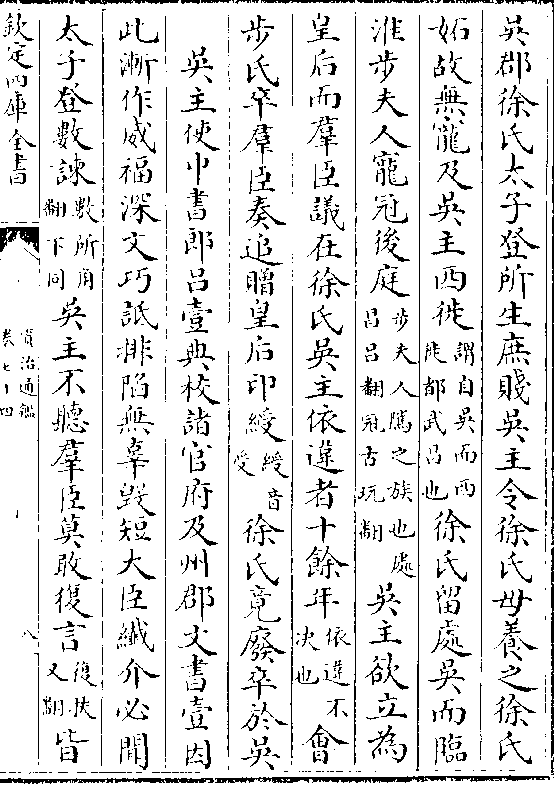 吳郡徐氏太子登所生庶賤吳主令徐氏母養之徐氏
妬故無寵及吳主西徙謂自吳而西徙都武昌也徐氏留處吳而臨
淮步夫人寵冠後庭步夫人隲之族也處昌呂翻冠古玩翻吳主欲立為
皇后而羣臣議在徐氏吳主依違者十餘年依違不決也會
步氏卒羣臣奏追贈皇后印綬綬音受徐氏竟廢卒於吳
吳主使中書郎呂壹典校諸官府及州郡文書壹因
此漸作威福深文巧詆排陷無辜毀短大臣纖介必聞
太子登數諫數所角翻下同吳主不聽羣臣莫敢復言復扶又翻皆
欽定四庫全書
資治通鑑
卷七十四
八